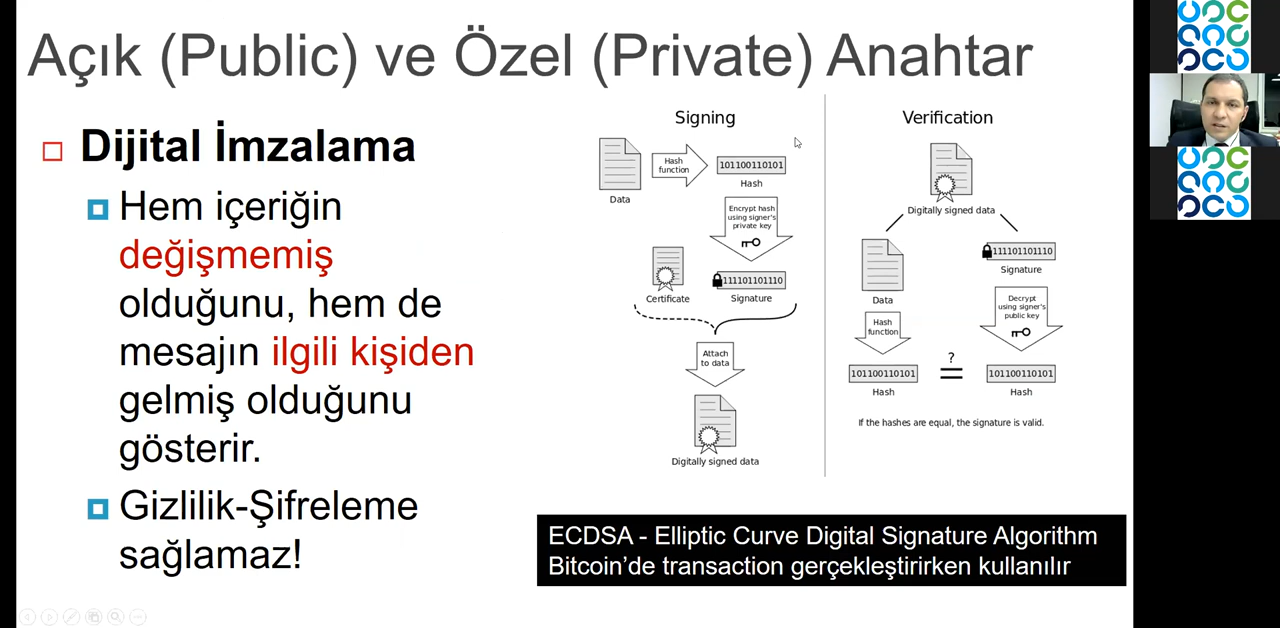 Açık (Public) ve Özel (Private) Anahtar
Dijital İmzalama
Hem içeriğin
değişmemiş
olduğunu, hem de
mesajın ilgili kişiden
gelmiş olduğunu
gösterir.
Gizlilik-Şifreleme
sağlamaz!
Signing
Data
Hash
function
101100110101
Hash
Encrypt hash
using signer's
private key
Certificate
111101101110
Signature
Attach
to data
Digitally signed data
Verification
Digitally signed data
Data
Hash
function
101100110101
Hash
111101101110
Signature
Decrypt
using signer's
public key
?
=
101100110101
Hash
If the hashes are equal, the signature is valid.
ECDSA - Elliptic Curve Digital Signature Algorithm
Bitcoin'de transaction gerçekleştirirken kullanılır